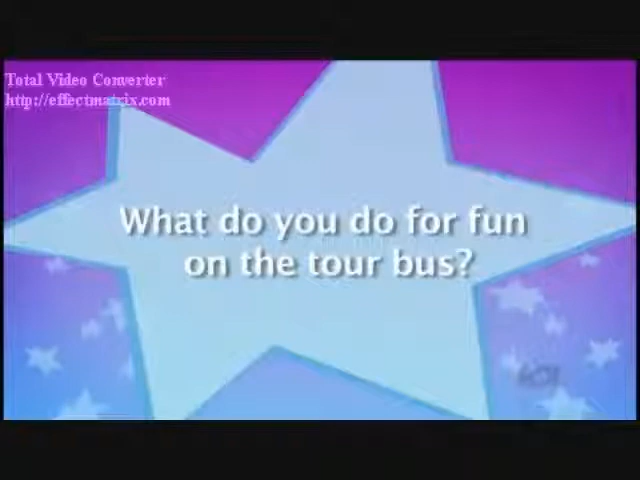 Total Video Converter
http://effectmatrix.com
What do you do for fun
on the tour bus?